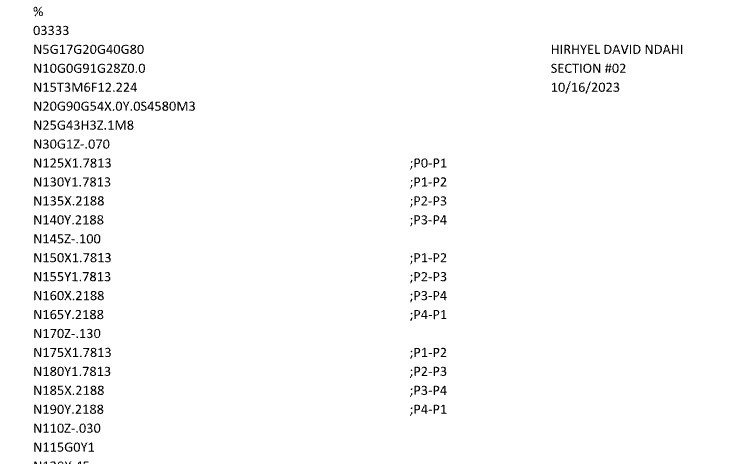 %
03333
N5G17G20G40G80 HIRHYEL DAVID NDAHI
N10G0G91G28Z0.0 SECTION #02
N15T3M6F12.224 10/16/2023
N20G90G54X.0Y.0S4580M3
N25G43H3Z.1M8
N30G1Z-.070
N125X1.7813 ;P0-P1
N130Y1.7813 ;P1-P2
N135X.2188 ;P2-P3
N140Y.2188 ;P3-P4
N145Z-.100
N150X1.7813 ;P1-P2
N155Y1.7813 ;P2-P3
N160X.2188 ;P3-P4
N165Y.2188 ;P4-P1
N170Z-.130
N175X1.7813 ;P1-P2
N180Y1.7813 ;P2-P3
N185X.2188 ;P3-P4
N190Y.2188 ;P4-P1
N110Z-.030
N115G0Y1